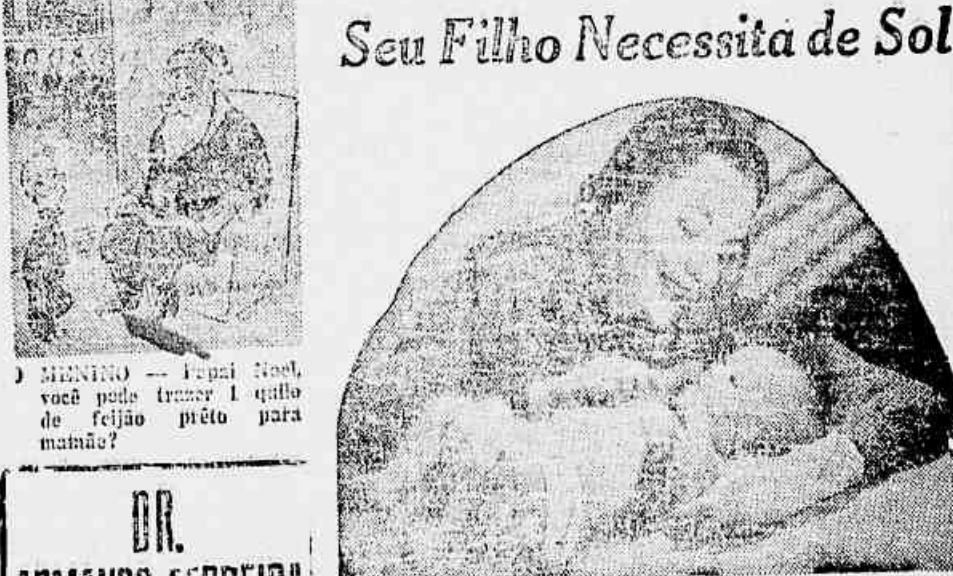 Seu Filho Necessita de Sol
O MENINO — Papai Noel,
você pode trazer 1 quilo
de feijão prêto para
mamãe?
DR.